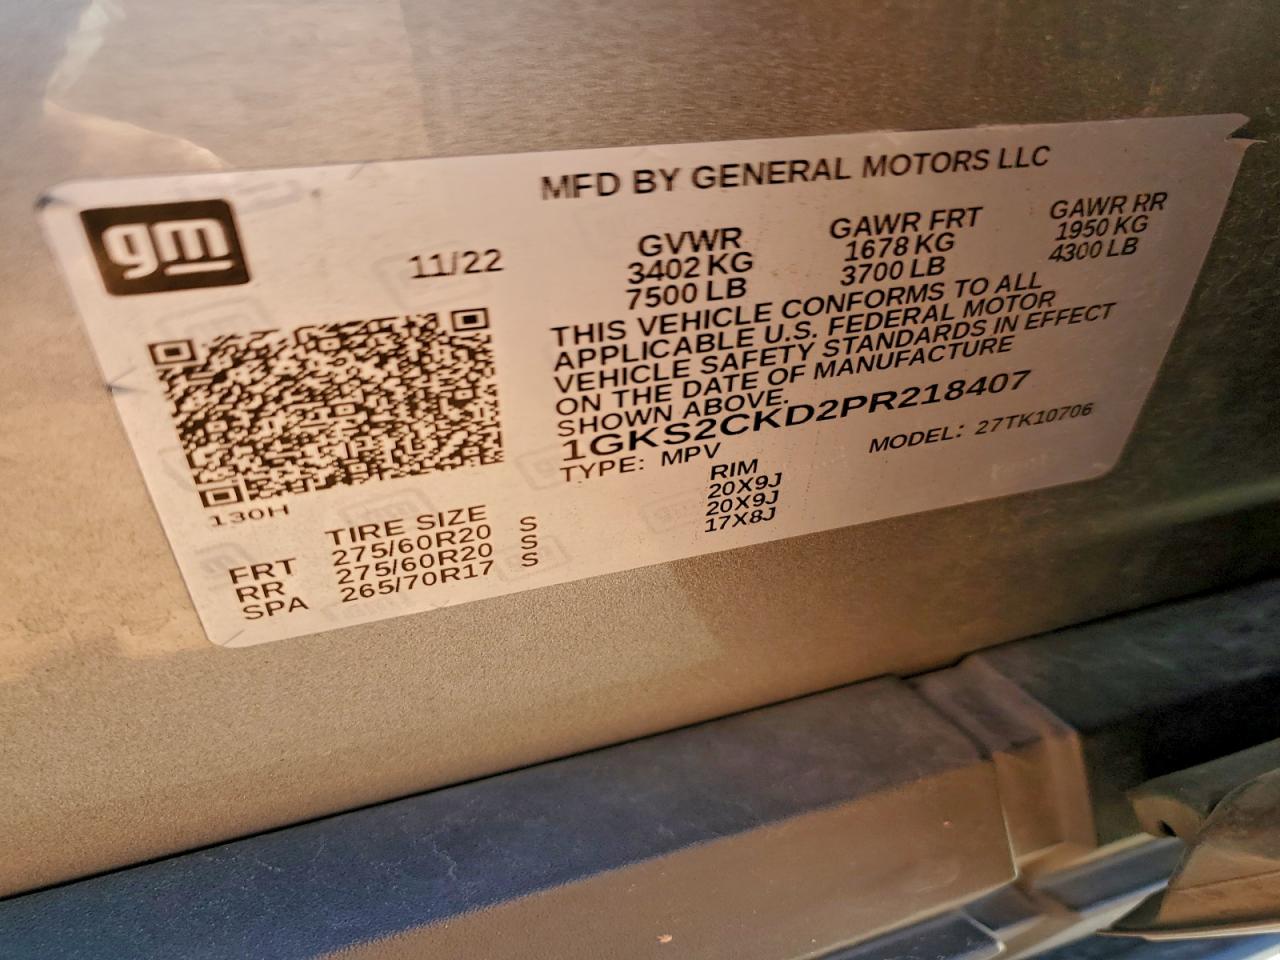 gm
MFD BY GENERAL MOTORS LLC
11/22
GVWR GAWR FRT GAWR RR
3402 KG 1678 KG 1950 KG
7500 LB 3700 LB 4300 LB
THIS VEHICLE CONFORMS TO ALL
APPLICABLE U.S. FEDERAL MOTOR
VEHICLE SAFETY STANDARDS IN EFFECT
ON THE DATE OF MANUFACTURE
SHOWN ABOVE.
1GKS2CKD2PR218407
TYPE: MPV MODEL: 27TK10706
130H
TIRE SIZE RIM
FRT 275/60R20 S 20X9J
RR 275/60R20 S 20X9J
SPA 265/70R17 S 17X8J